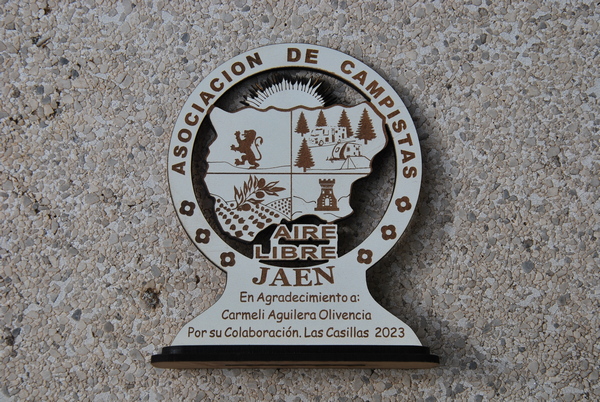 ASOCIACION DE CAMPISTAS
AIRE
LIBRE
JAEN
En Agradecimiento a:
Carmeli Aguilera Olivencia
Por su Colaboración. Las Casillas 2023